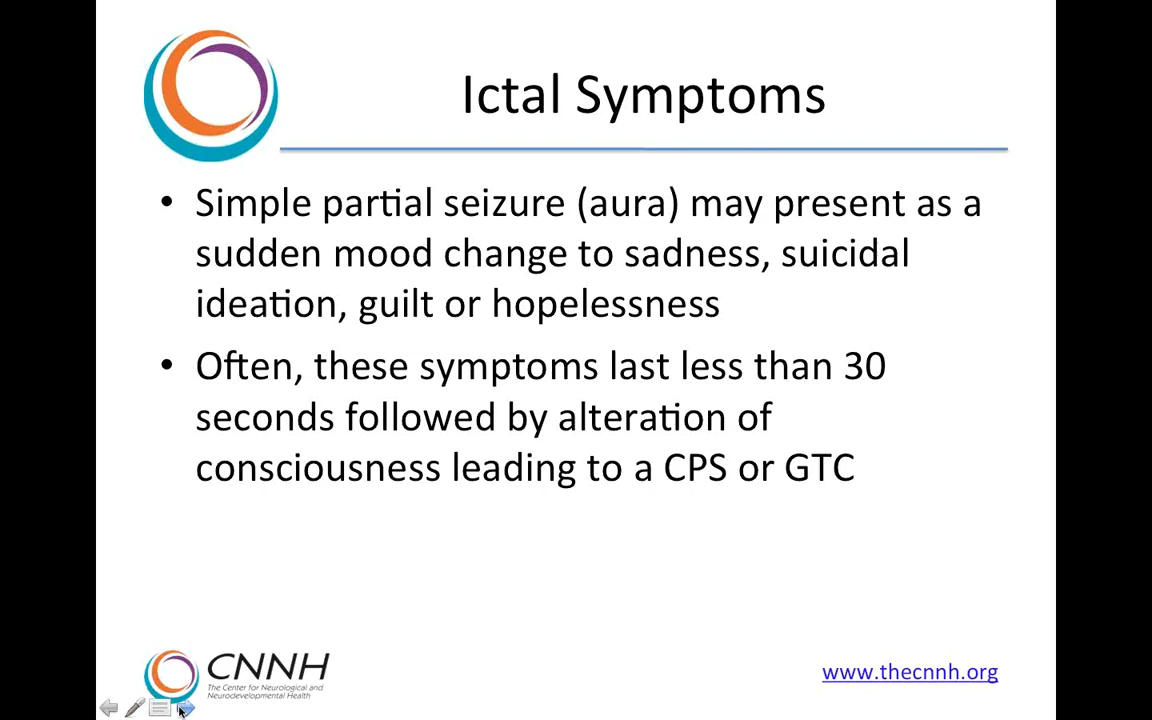 Ictal Symptoms
• Simple partial seizure (aura) may present as a
sudden mood change to sadness, suicidal
ideation, guilt or hopelessness
• Often, these symptoms last less than 30
seconds followed by alteration of
consciousness leading to a CPS or GTC
CNNH
The Center for Neurological and
Neurodevelopmental Health
www.thecnnh.org